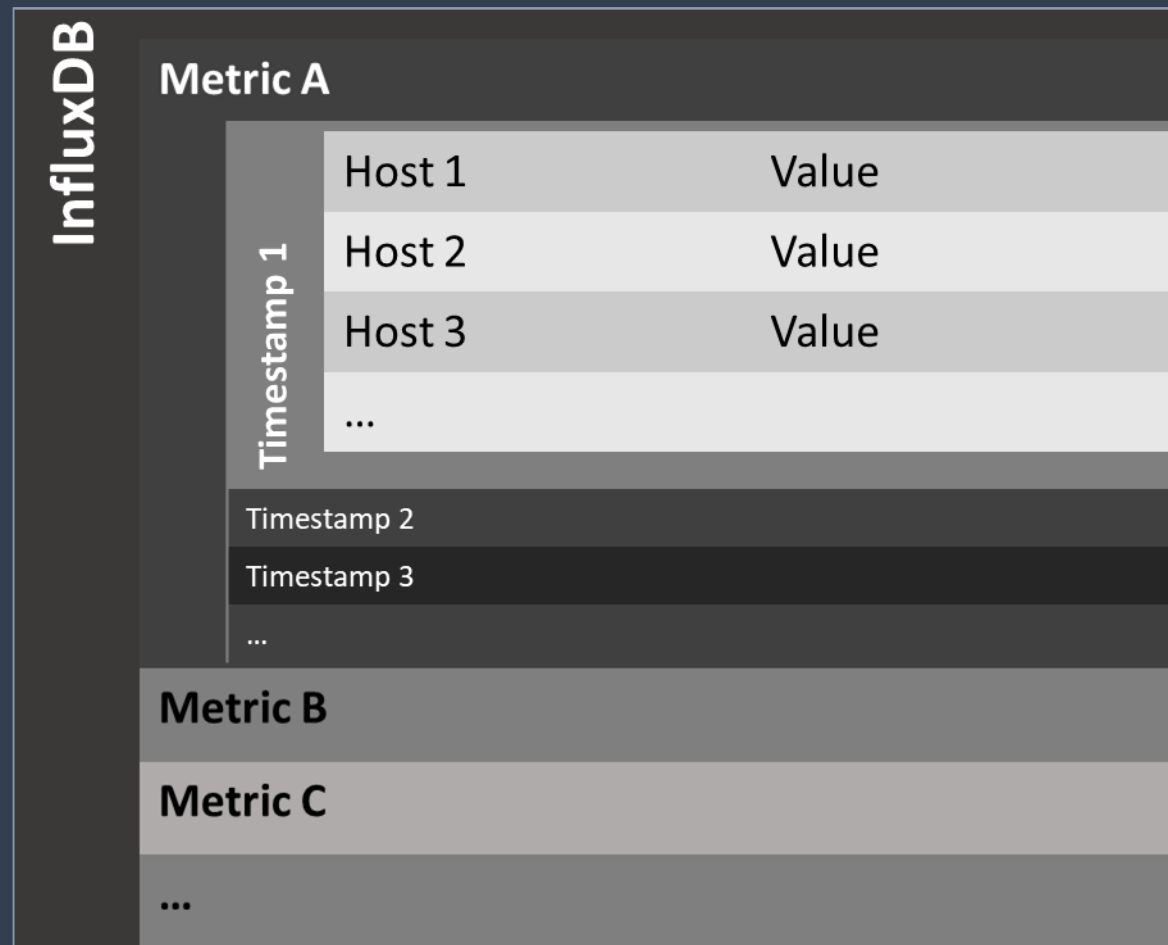 InfluxDB
Metric A
Timestamp 1
Host 1 Value
Host 2 Value
Host 3 Value
...
Timestamp 2
Timestamp 3
...
Metric B
Metric C
...